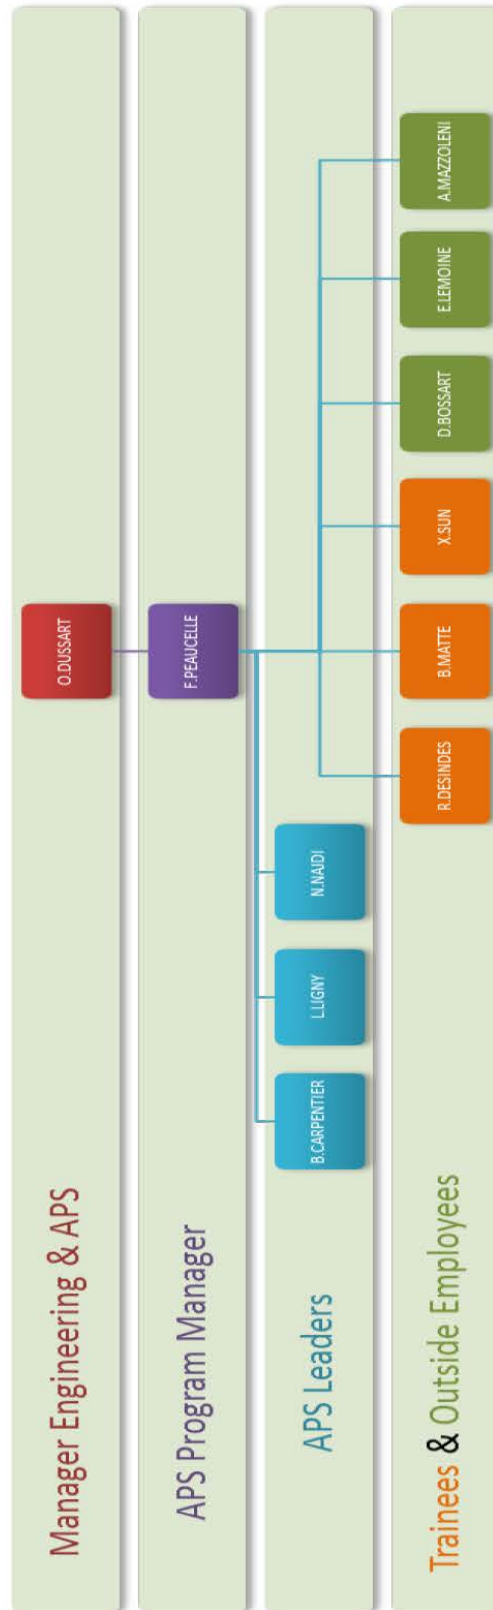 Manager Engineering & APS
O.DUSSART
APS Program Manager
F.PEAUCELLE
APS Leaders
B.CARPENTIER
L.LIGNY
N.NAJDI
Trainees & Outside Employees
R.DESINDES
B.MATTE
X.SUN
D.BOSSART
E.LEMOINE
A.MAZZOLENI